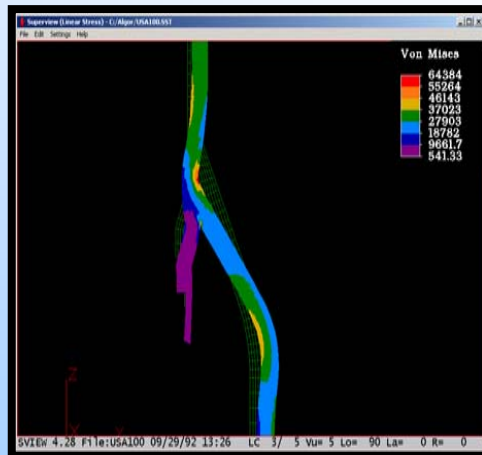 Superview (Linear Stress) - C:/Algor/USA100.SST
File Edit Settings Help
Von Mises
64384
55264
46143
37023
27903
18782
9661.7
541.33
Z
SVIEW 4.28 File:USA100 09/29/92 13:26 LC 3/ 5 Vu= 5 Lo= 90 La= 0 R= 0